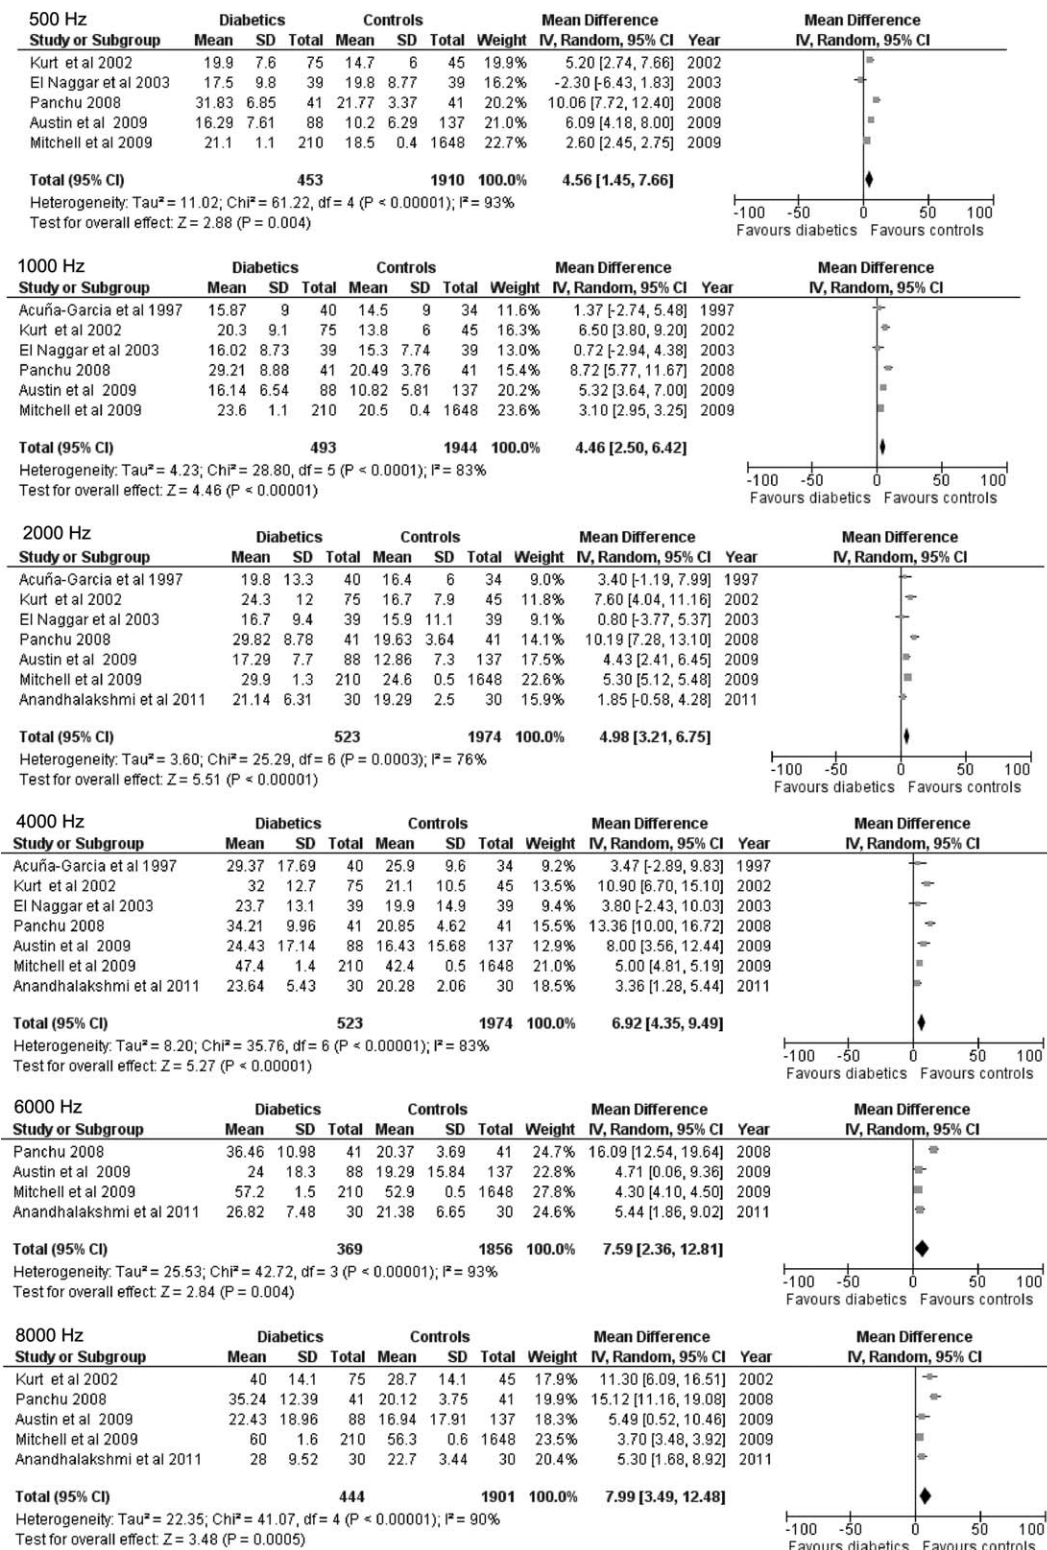 500 Hz Diabetics Controls Mean Difference Mean Difference
Study or Subgroup Mean SD Total Mean SD Total Weight IV, Random, 95% CI Year IV, Random, 95% CI
Kurt et al 2002 19.9 7.6 75 14.7 6 45 19.9% 5.20 [2.74, 7.66] 2002
El Naggar et al 2003 17.5 9.8 39 19.8 8.77 39 16.2% -2.30 [-6.43, 1.83] 2003
Panchu 2008 31.83 6.85 41 21.77 3.37 41 20.2% 10.06 [7.72, 12.40] 2008
Austin et al 2009 16.29 7.61 88 10.2 6.29 137 21.0% 6.09 [4.18, 8.00] 2009
Mitchell et al 2009 21.1 1.1 210 18.5 0.4 1648 22.7% 2.60 [2.45, 2.75] 2009
Total (95% CI) 453 1910 100.0% 4.56 [1.45, 7.66]
Heterogeneity: Tau² = 11.02; Chi² = 61.22, df = 4 (P < 0.00001); I² = 93%
Test for overall effect: Z = 2.88 (P = 0.004)
-100 -50 0 50 100
Favours diabetics Favours controls
1000 Hz Diabetics Controls Mean Difference Mean Difference
Study or Subgroup Mean SD Total Mean SD Total Weight IV, Random, 95% CI Year IV, Random, 95% CI
Acuña-Garcia et al 1997 15.87 9 40 14.5 9 34 11.6% 1.37 [-2.74, 5.48] 1997
Kurt et al 2002 20.3 9.1 75 13.8 6 45 16.3% 6.50 [3.80, 9.20] 2002
El Naggar et al 2003 16.02 8.73 39 15.3 7.74 39 13.0% 0.72 [-2.94, 4.38] 2003
Panchu 2008 29.21 8.88 41 20.49 3.76 41 15.4% 8.72 [5.77, 11.67] 2008
Austin et al 2009 16.14 6.54 88 10.82 5.81 137 20.2% 5.32 [3.64, 7.00] 2009
Mitchell et al 2009 23.6 1.1 210 20.5 0.4 1648 23.6% 3.10 [2.95, 3.25] 2009
Total (95% CI) 493 1944 100.0% 4.46 [2.50, 6.42]
Heterogeneity: Tau² = 4.23; Chi² = 28.80, df = 5 (P < 0.0001); I² = 83%
Test for overall effect: Z = 4.46 (P < 0.00001)
-100 -50 0 50 100
Favours diabetics Favours controls
2000 Hz Diabetics Controls Mean Difference Mean Difference
Study or Subgroup Mean SD Total Mean SD Total Weight IV, Random, 95% CI Year IV, Random, 95% CI
Acuña-Garcia et al 1997 19.8 13.3 40 16.4 6 34 9.0% 3.40 [-1.19, 7.99] 1997
Kurt et al 2002 24.3 12 75 16.7 7.9 45 11.8% 7.60 [4.04, 11.16] 2002
El Naggar et al 2003 16.7 9.4 39 15.9 11.1 39 9.1% 0.80 [-3.77, 5.37] 2003
Panchu 2008 29.82 8.78 41 19.63 3.64 41 14.1% 10.19 [7.28, 13.10] 2008
Austin et al 2009 17.29 7.7 88 12.86 7.3 137 17.5% 4.43 [2.41, 6.45] 2009
Mitchell et al 2009 29.9 1.3 210 24.6 0.5 1648 22.6% 5.30 [5.12, 5.48] 2009
Anandhalakshmi et al 2011 21.14 6.31 30 19.29 2.5 30 15.9% 1.85 [-0.58, 4.28] 2011
Total (95% CI) 523 1974 100.0% 4.98 [3.21, 6.75]
Heterogeneity: Tau² = 3.60; Chi² = 25.29, df = 6 (P = 0.0003); I² = 76%
Test for overall effect: Z = 5.51 (P < 0.00001)
-100 -50 0 50 100
Favours diabetics Favours controls
4000 Hz Diabetics Controls Mean Difference Mean Difference
Study or Subgroup Mean SD Total Mean SD Total Weight IV, Random, 95% CI Year IV, Random, 95% CI
Acuña-Garcia et al 1997 29.37 17.69 40 25.9 9.6 34 9.2% 3.47 [-2.89, 9.83] 1997
Kurt et al 2002 32 12.7 75 21.1 10.5 45 13.5% 10.90 [6.70, 15.10] 2002
El Naggar et al 2003 23.7 13.1 39 19.9 14.9 39 9.4% 3.80 [-2.43, 10.03] 2003
Panchu 2008 34.21 9.96 41 20.85 4.62 41 15.5% 13.36 [10.00, 16.72] 2008
Austin et al 2009 24.43 17.14 88 16.43 15.68 137 12.9% 8.00 [3.56, 12.44] 2009
Mitchell et al 2009 47.4 1.4 210 42.4 0.5 1648 21.0% 5.00 [4.81, 5.19] 2009
Anandhalakshmi et al 2011 23.64 5.43 30 20.28 2.06 30 18.5% 3.36 [1.28, 5.44] 2011
Total (95% CI) 523 1974 100.0% 6.92 [4.35, 9.49]
Heterogeneity: Tau² = 8.20; Chi² = 35.76, df = 6 (P < 0.00001); I² = 83%
Test for overall effect: Z = 5.27 (P < 0.00001)
-100 -50 0 50 100
Favours diabetics Favours controls
6000 Hz Diabetics Controls Mean Difference Mean Difference
Study or Subgroup Mean SD Total Mean SD Total Weight IV, Random, 95% CI Year IV, Random, 95% CI
Panchu 2008 36.46 10.98 41 20.37 3.69 41 24.7% 16.09 [12.54, 19.64] 2008
Austin et al 2009 24 18.3 88 19.29 15.84 137 22.8% 4.71 [0.06, 9.36] 2009
Mitchell et al 2009 57.2 1.5 210 52.9 0.5 1648 27.8% 4.30 [4.10, 4.50] 2009
Anandhalakshmi et al 2011 26.82 7.48 30 21.38 6.65 30 24.6% 5.44 [1.86, 9.02] 2011
Total (95% CI) 369 1856 100.0% 7.59 [2.36, 12.81]
Heterogeneity: Tau² = 25.53; Chi² = 42.72, df = 3 (P < 0.00001); I² = 93%
Test for overall effect: Z = 2.84 (P = 0.004)
-100 -50 0 50 100
Favours diabetics Favours controls
8000 Hz Diabetics Controls Mean Difference Mean Difference
Study or Subgroup Mean SD Total Mean SD Total Weight IV, Random, 95% CI Year IV, Random, 95% CI
Kurt et al 2002 40 14.1 75 28.7 14.1 45 17.9% 11.30 [6.09, 16.51] 2002
Panchu 2008 35.24 12.39 41 20.12 3.75 41 19.9% 15.12 [11.16, 19.08] 2008
Austin et al 2009 22.43 18.96 88 16.94 17.91 137 18.3% 5.49 [0.52, 10.46] 2009
Mitchell et al 2009 60 1.6 210 56.3 0.6 1648 23.5% 3.70 [3.48, 3.92] 2009
Anandhalakshmi et al 2011 28 9.52 30 22.7 3.44 30 20.4% 5.30 [1.68, 8.92] 2011
Total (95% CI) 444 1901 100.0% 7.99 [3.49, 12.48]
Heterogeneity: Tau² = 22.35; Chi² = 41.07, df = 4 (P < 0.00001); I² = 90%
Test for overall effect: Z = 3.48 (P = 0.0005)
-100 -50 0 50 100
Favours diabetics Favours controls